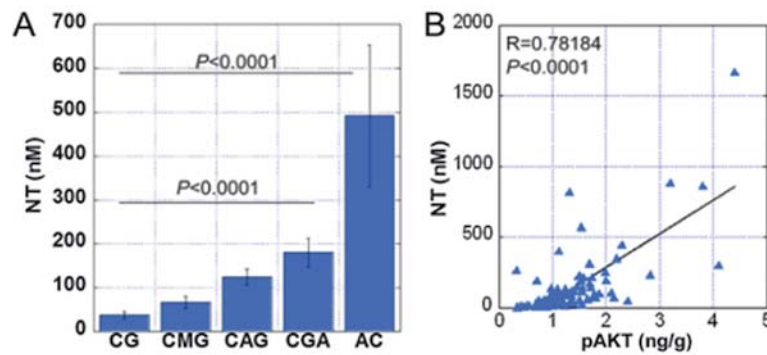 A
NT (nM)
700
600
500
400
300
200
100
0
P<0.0001
P<0.0001
CG CMG CAG CGA AC
B
NT (nM)
2000
1500
1000
500
0
R=0.78184
P<0.0001
0 1 2 3 4 5
pAKT (ng/g)